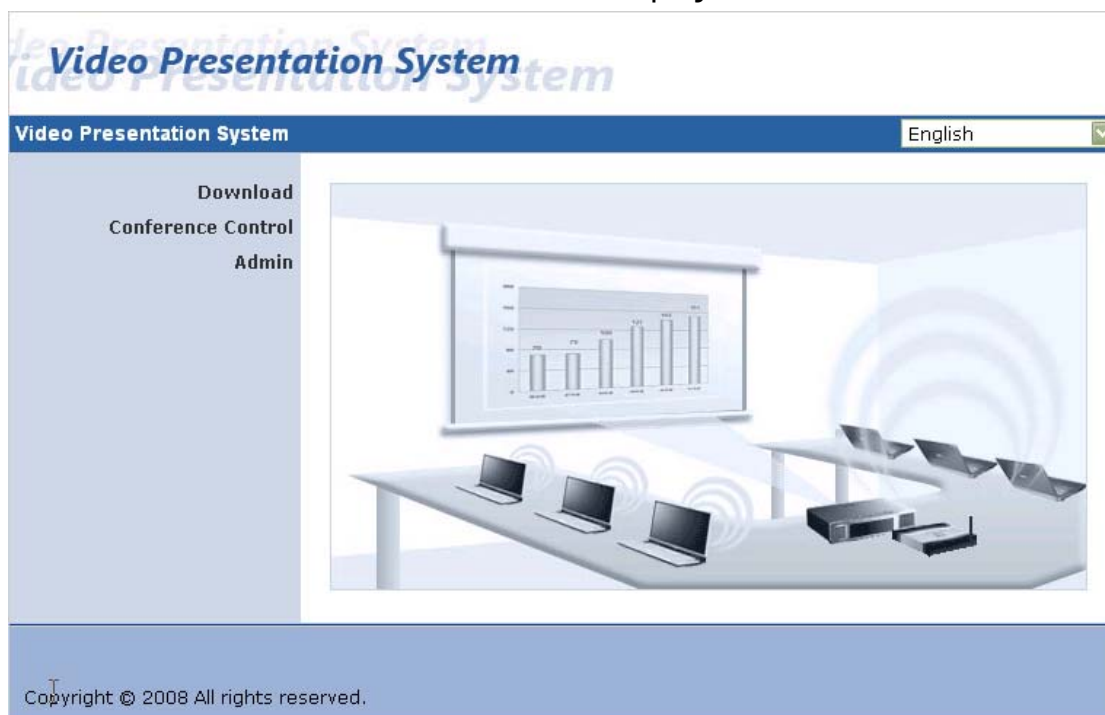 Video Presentation System
Video Presentation System
English
Download
Conference Control
Admin
Copyright © 2008 All rights reserved.